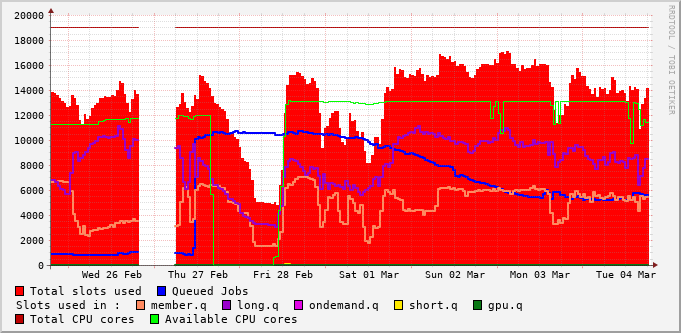 20000
18000
16000
14000
12000
10000
8000
6000
4000
2000
0
Wed 26 Feb Thu 27 Feb Fri 28 Feb Sat 01 Mar Sun 02 Mar Mon 03 Mar Tue 04 Mar
Total slots used Queued Jobs
Slots used in : member.q long.q ondemand.q short.q gpu.q
Total CPU cores Available CPU cores
RRDTOOL / TOBI OETIKER